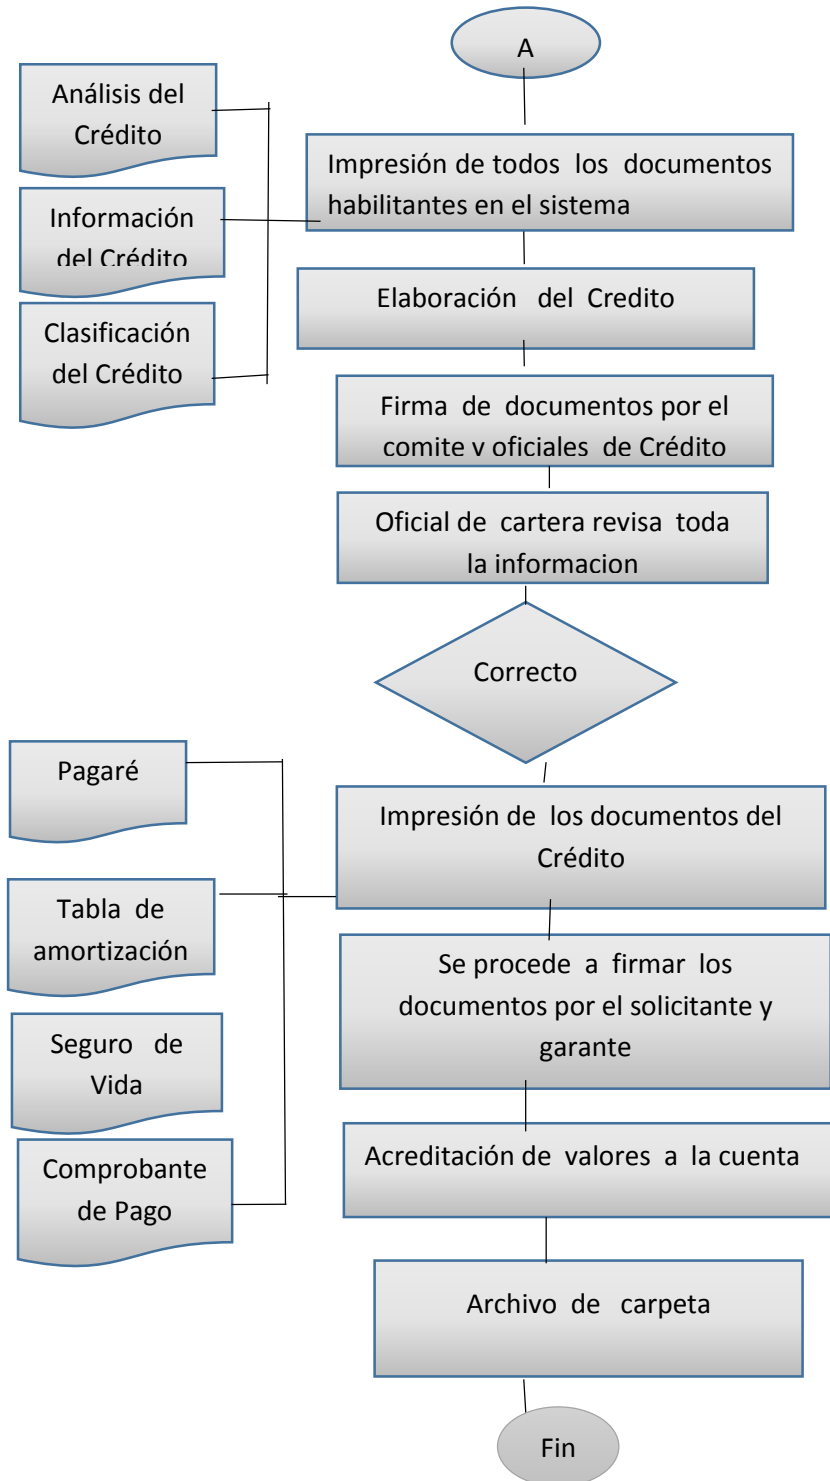 A
Análisis del
Crédito
Impresión de todos los documentos
habilitantes en el sistema
Información
del Crédito
Elaboración del Credito
Clasificación
del Crédito
Firma de documentos por el
comite y oficiales de Crédito
Oficial de cartera revisa toda
la informacion
Correcto
Pagaré
Impresión de los documentos del
Crédito
Tabla de
amortización
Se procede a firmar los
documentos por el solicitante y
garante
Seguro de
Vida
Comprobante
de Pago
Acreditación de valores a la cuenta
Archivo de carpeta
Fin